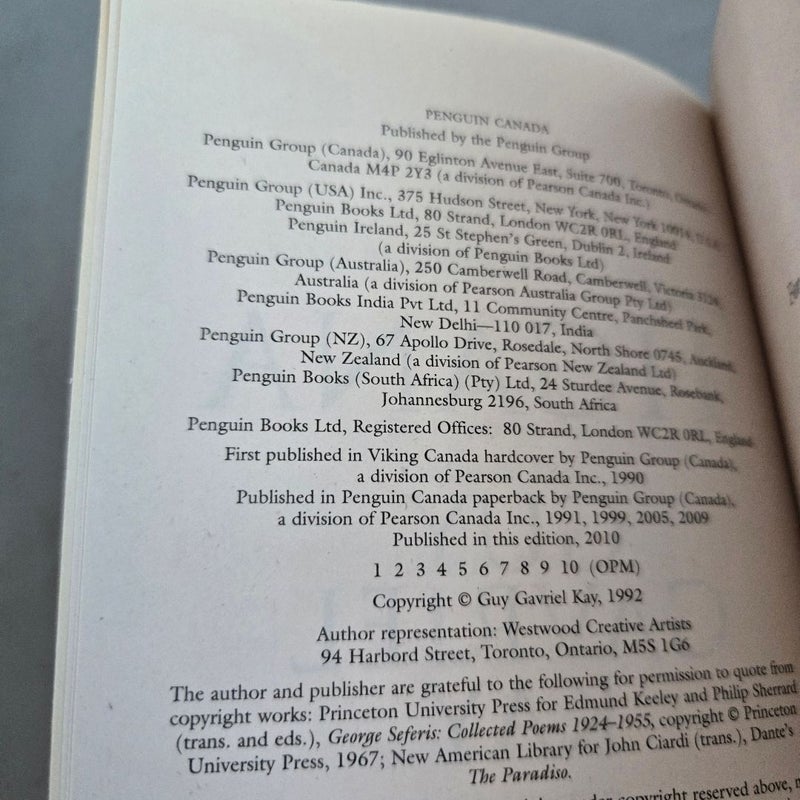 PENGUIN CANADA
Published by the Penguin Group
Penguin Group (Canada), 90 Eglinton Avenue East, Suite 700, Toronto, Ontario,
Canada M4P 2Y3 (a division of Pearson Canada Inc.)
Penguin Group (USA) Inc., 375 Hudson Street, New York, New York 10014, U.S.A.
Penguin Books Ltd, 80 Strand, London WC2R 0RL, England
Penguin Ireland, 25 St Stephen's Green, Dublin 2, Ireland
(a division of Penguin Books Ltd)
Penguin Group (Australia), 250 Camberwell Road, Camberwell, Victoria 3124,
Australia (a division of Pearson Australia Group Pty Ltd)
Penguin Books India Pvt Ltd, 11 Community Centre, Panchsheel Park,
New Delhi—110 017, India
Penguin Group (NZ), 67 Apollo Drive, Rosedale, North Shore 0745, Auckland,
New Zealand (a division of Pearson New Zealand Ltd)
Penguin Books (South Africa) (Pty) Ltd, 24 Sturdee Avenue, Rosebank,
Johannesburg 2196, South Africa
Penguin Books Ltd, Registered Offices: 80 Strand, London WC2R 0RL, England
First published in Viking Canada hardcover by Penguin Group (Canada),
a division of Pearson Canada Inc., 1990
Published in Penguin Canada paperback by Penguin Group (Canada),
a division of Pearson Canada Inc., 1991, 1999, 2005, 2009
Published in this edition, 2010
1 2 3 4 5 6 7 8 9 10 (OPM)
Copyright © Guy Gavriel Kay, 1992
Author representation: Westwood Creative Artists
94 Harbord Street, Toronto, Ontario, M5S 1G6
The author and publisher are grateful to the following for permission to quote from
copyright works: Princeton University Press for Edmund Keeley and Philip Sherrard
(trans. and eds.), George Seferis: Collected Poems 1924–1955, copyright © Princeton
University Press, 1967; New American Library for John Ciardi (trans.), Dante's
The Paradiso.
copyright reserved above,